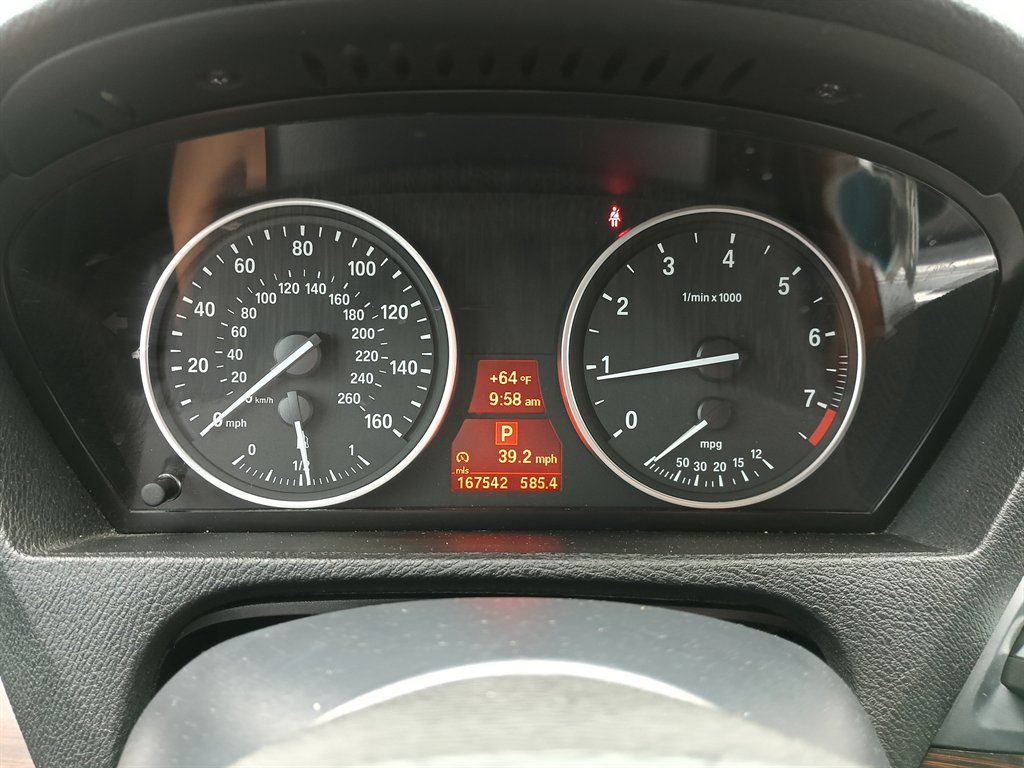 20 40 60 80 100 120 140 160
20 40 60 80 100 120 140 160 180 200 220 240 260
km/h
0 mph
0 1/2 1
+64 °F
9:58 am
P
39.2 mph
mls
167542 585.4
0 1 2 3 4 5 6 7
1/min x 1000
mpg
50 30 20 15 12